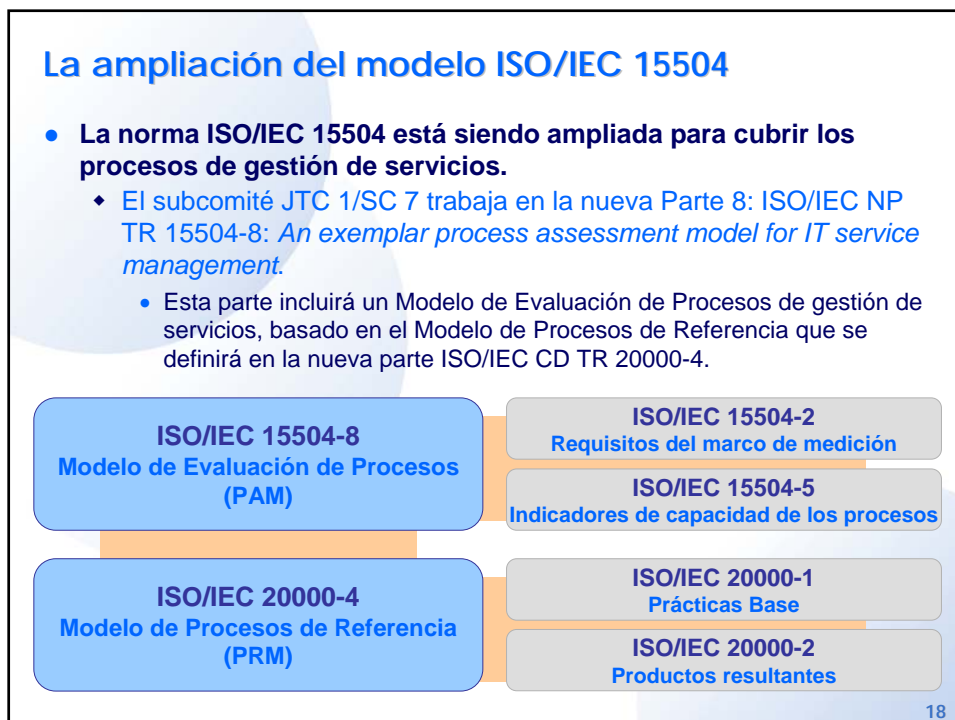 La ampliación del modelo ISO/IEC 15504
● La norma ISO/IEC 15504 está siendo ampliada para cubrir los
procesos de gestión de servicios.
◆ El subcomité JTC 1/SC 7 trabaja en la nueva Parte 8: ISO/IEC NP
TR 15504-8: An exemplar process assessment model for IT service
management.
● Esta parte incluirá un Modelo de Evaluación de Procesos de gestión de
servicios, basado en el Modelo de Procesos de Referencia que se
definirá en la nueva parte ISO/IEC CD TR 20000-4.
ISO/IEC 15504-8
Modelo de Evaluación de Procesos
(PAM)
ISO/IEC 15504-2
Requisitos del marco de medición
ISO/IEC 15504-5
Indicadores de capacidad de los procesos
ISO/IEC 20000-4
Modelo de Procesos de Referencia
(PRM)
ISO/IEC 20000-1
Prácticas Base
ISO/IEC 20000-2
Productos resultantes
18